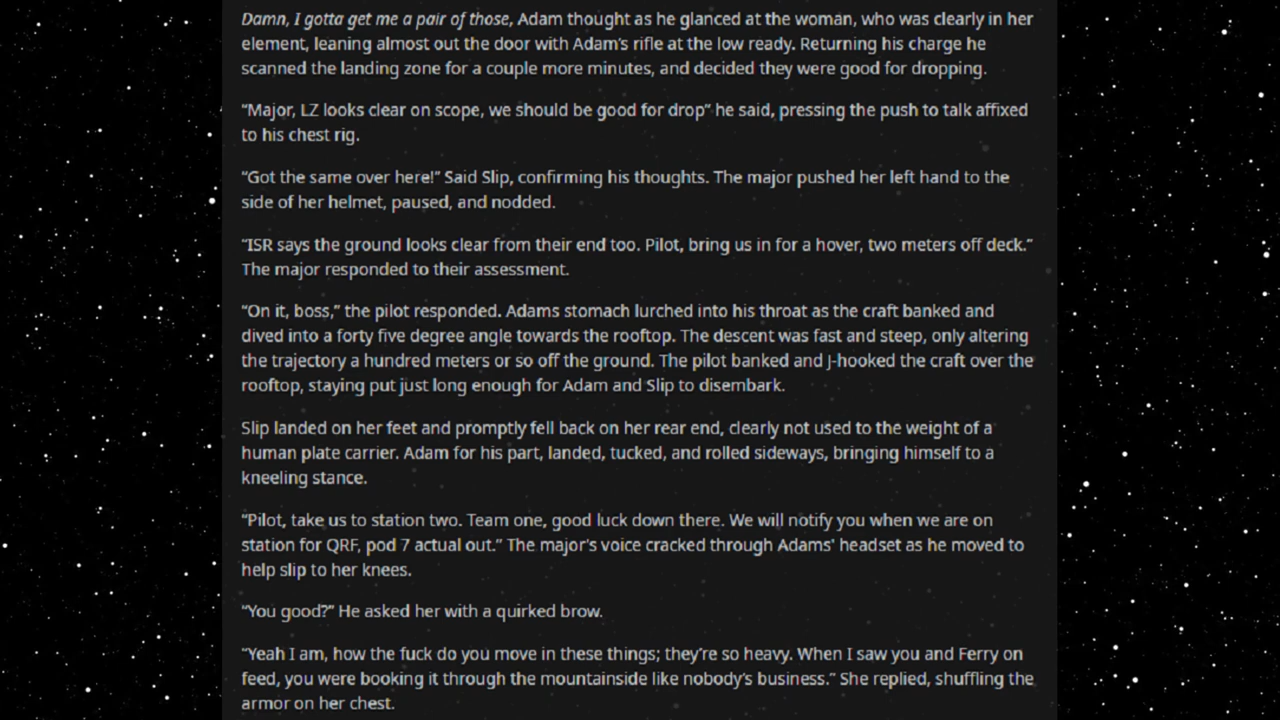 Damn, I gotta get me a pair of those, Adam thought as he glanced at the woman, who was clearly in her
element, leaning almost out the door with Adam's rifle at the low ready. Returning his charge he
scanned the landing zone for a couple more minutes, and decided they were good for dropping.
“Major, LZ looks clear on scope, we should be good for drop” he said, pressing the push to talk affixed
to his chest rig.
“Got the same over here!” Said Slip, confirming his thoughts. The major pushed her left hand to the
side of her helmet, paused, and nodded.
“ISR says the ground looks clear from their end too. Pilot, bring us in for a hover, two meters off deck.”
The major responded to their assessment.
“On it, boss,” the pilot responded. Adams stomach lurched into his throat as the craft banked and
dived into a forty five degree angle towards the rooftop. The descent was fast and steep, only altering
the trajectory a hundred meters or so off the ground. The pilot banked and J-hooked the craft over the
rooftop, staying put just long enough for Adam and Slip to disembark.
Slip landed on her feet and promptly fell back on her rear end, clearly not used to the weight of a
human plate carrier. Adam for his part, landed, tucked, and rolled sideways, bringing himself to a
kneeling stance.
“Pilot, take us to station two. Team one, good luck down there. We will notify you when we are on
station for QRF, pod 7 actual out.” The major's voice cracked through Adams' headset as he moved to
help slip to her knees.
“You good?” He asked her with a quirked brow.
“Yeah I am, how the fuck do you move in these things; they're so heavy. When I saw you and Ferry on
feed, you were booking it through the mountainside like nobody's business.” She replied, shuffling the
armor on her chest.